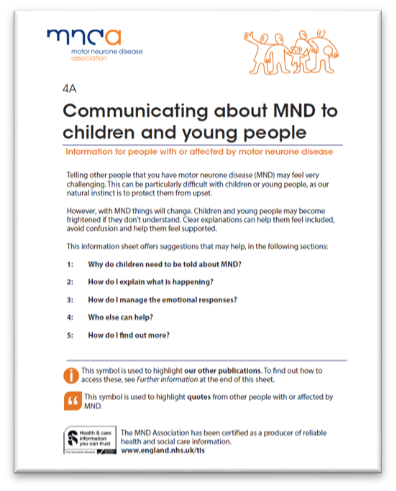 mnda
motor neurone disease
association
4A
Communicating about MND to
children and young people
Information for people with or affected by motor neurone disease
Telling other people that you have motor neurone disease (MND) may feel very
challenging. This can be particularly difficult with children or young people, as our
natural instinct is to protect them from upset.
However, with MND things will change. Children and young people may become
frightened if they don't understand. Clear explanations can help them feel included,
avoid confusion and help them feel supported.
This information sheet offers suggestions that may help, in the following sections:
1: Why do children need to be told about MND?
2: How do I explain what is happening?
3: How do I manage the emotional responses?
4: Who else can help?
5: How do I find out more?
This symbol is used to highlight our other publications. To find out how to
access these, see Further information at the end of this sheet.
This symbol is used to highlight quotes from other people with or affected by
MND.
Health & care
information
you can trust
The MND Association has been certified as a producer of reliable
health and social care information.
www.england.nhs.uk/tis